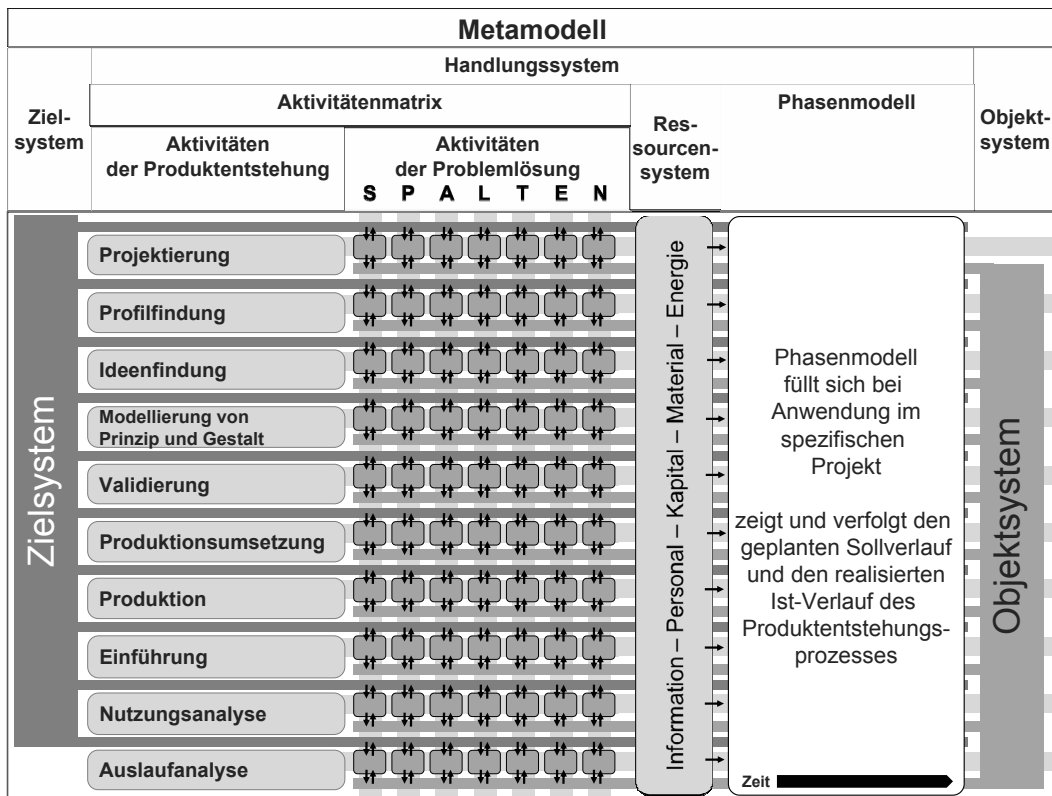 Metamodell
Handlungssystem
Ziel-
system
Aktivitätenmatrix
Aktivitäten
der Produktentstehung
Aktivitäten
der Problemlösung
S P A L T E N
Res-
sourcen-
system
Phasenmodell
Objekt-
system
Zielsystem
Projektierung
Profilfindung
Ideenfindung
Modellierung von
Prinzip und Gestalt
Validierung
Produktionsumsetzung
Produktion
Einführung
Nutzungsanalyse
Auslaufanalyse
Information – Personal – Kapital – Material – Energie
Phasenmodell
füllt sich bei
Anwendung im
spezifischen
Projekt
zeigt und verfolgt den
geplanten Sollverlauf
und den realisierten
Ist-Verlauf des
Produktentstehungs-
prozesses
Zeit
Objektsystem